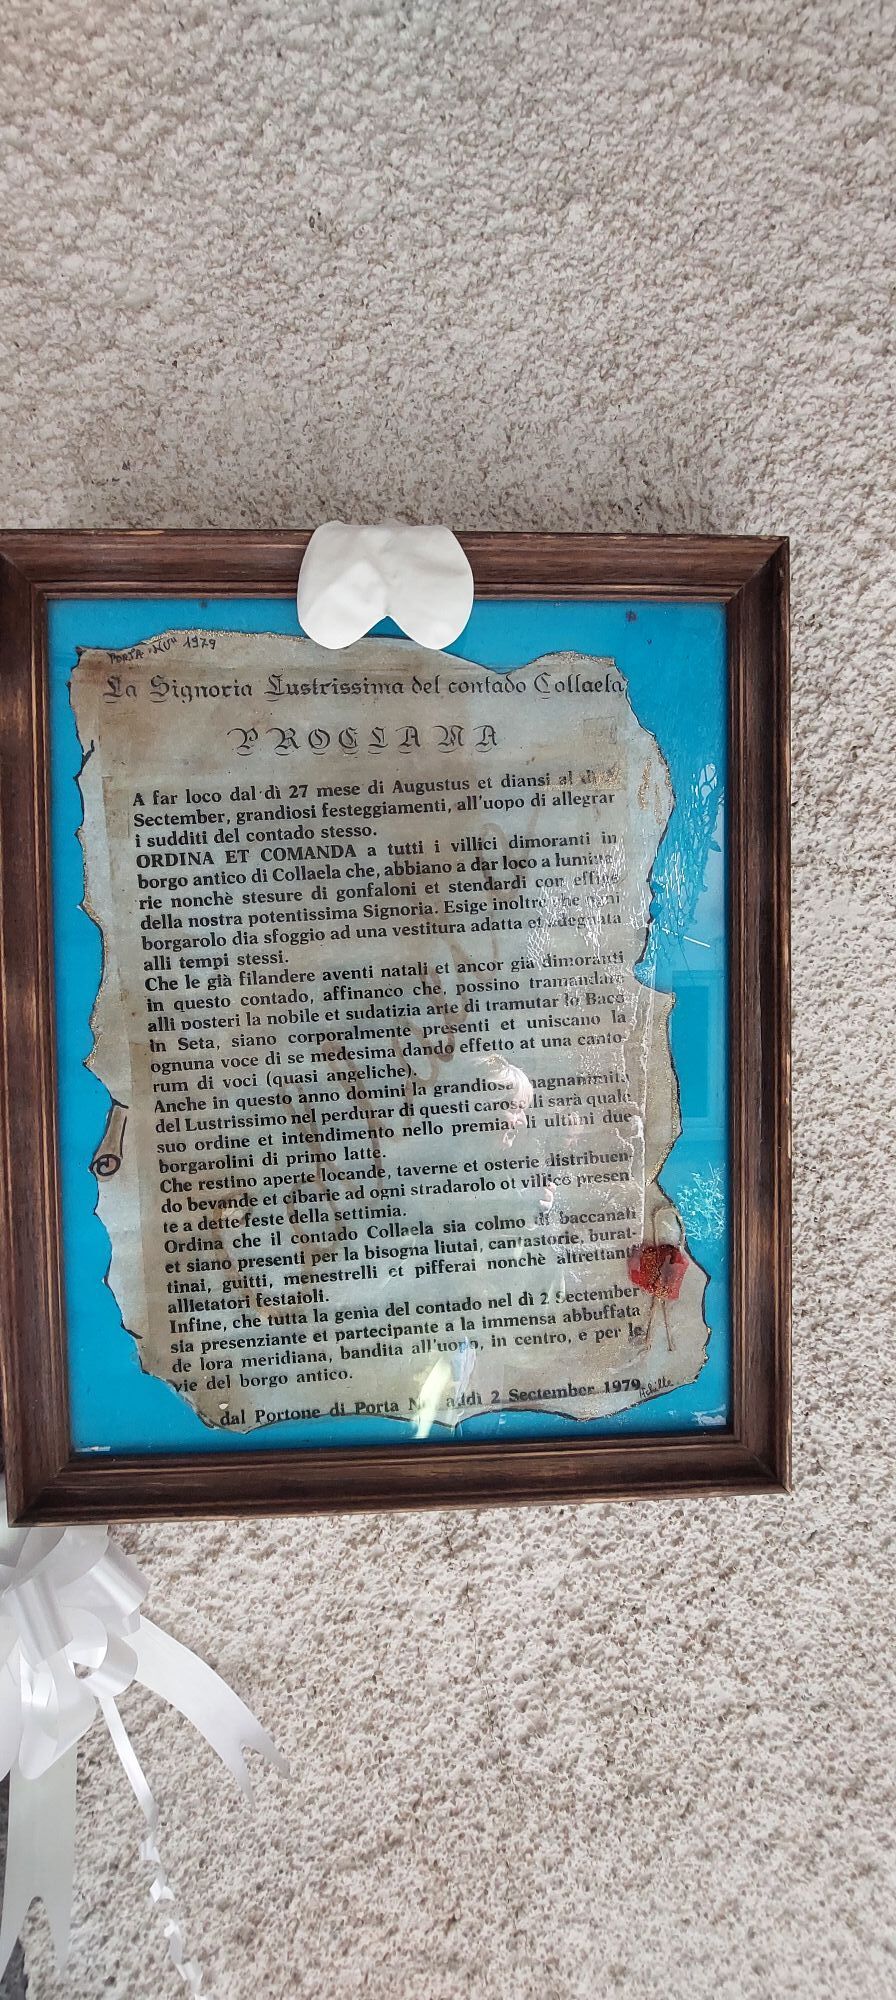 PORTA "NU" 1979
La Signoria Lustrissima del contado Collaela
PROCLAMA
A far loco dal dì 27 mese di Augustus et diansi al
Sectember, grandiosi festeggiamenti, all'uopo di allegrar
i sudditi del contado stesso.
ORDINA ET COMANDA a tutti i villici dimoranti in
borgo antico di Collaela che, abbiano a dar loco a lumina-
rie nonchè stesure di gonfaloni et stendardi con effige
della nostra potentissima Signoria. Esige inoltre che ogni
borgarolo dia sfoggio ad una vestitura adatta et adeguata
alli tempi stessi.
Che le già filandere aventi natali et ancor già dimoranti
in questo contado, affinanco che, possino tramandare
alli posteri la nobile et sudatizia arte di tramutar lo Baco
in Seta, siano corporalmente presenti et uniscano la
ognuna voce di se medesima dando effetto at una canto-
rum di voci (quasi angeliche).
Anche in questo anno domini la grandiosa magnanimità
del Lustrissimo nel perdurar di questi caroselli sarà quale
suo ordine et intendimento nello premiar li ultimi due
borgarolini di primo latte.
Che restino aperte locande, taverne et osterie distribuen-
do bevande et cibarie ad ogni stradarolo ot villico presen-
te a dette feste della settimia.
Ordina che il contado Collaela sia colmo di baccanali
et siano presenti per la bisogna liutai, cantastorie, burat-
tinai, guitti, menestrelli et pifferai nonchè altrettanti
allietatori festaioli.
Infine, che tutta la genìa del contado nel dì 2 Sectember
sia presenziante et partecipante a la immensa abbuffata
de lora meridiana, bandita all'uopo, in centro, e per le
vie del borgo antico.
dal Portone di Porta addì 2 Sectember 1979
Achille